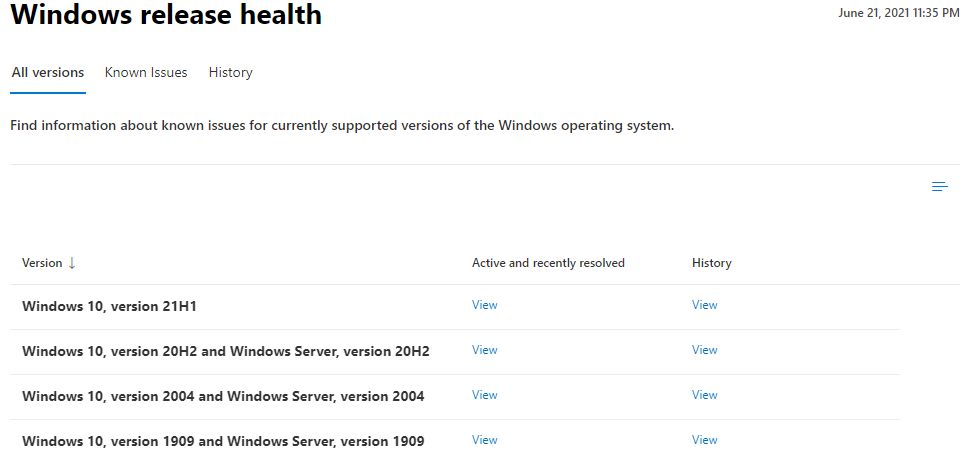 Windows release health
June 21, 2021 11:35 PM
All versions Known Issues History
Find information about known issues for currently supported versions of the Windows operating system.
Version ↓ Active and recently resolved History
Windows 10, version 21H1 View View
Windows 10, version 20H2 and Windows Server, version 20H2 View View
Windows 10, version 2004 and Windows Server, version 2004 View View
Windows 10, version 1909 and Windows Server, version 1909 View View